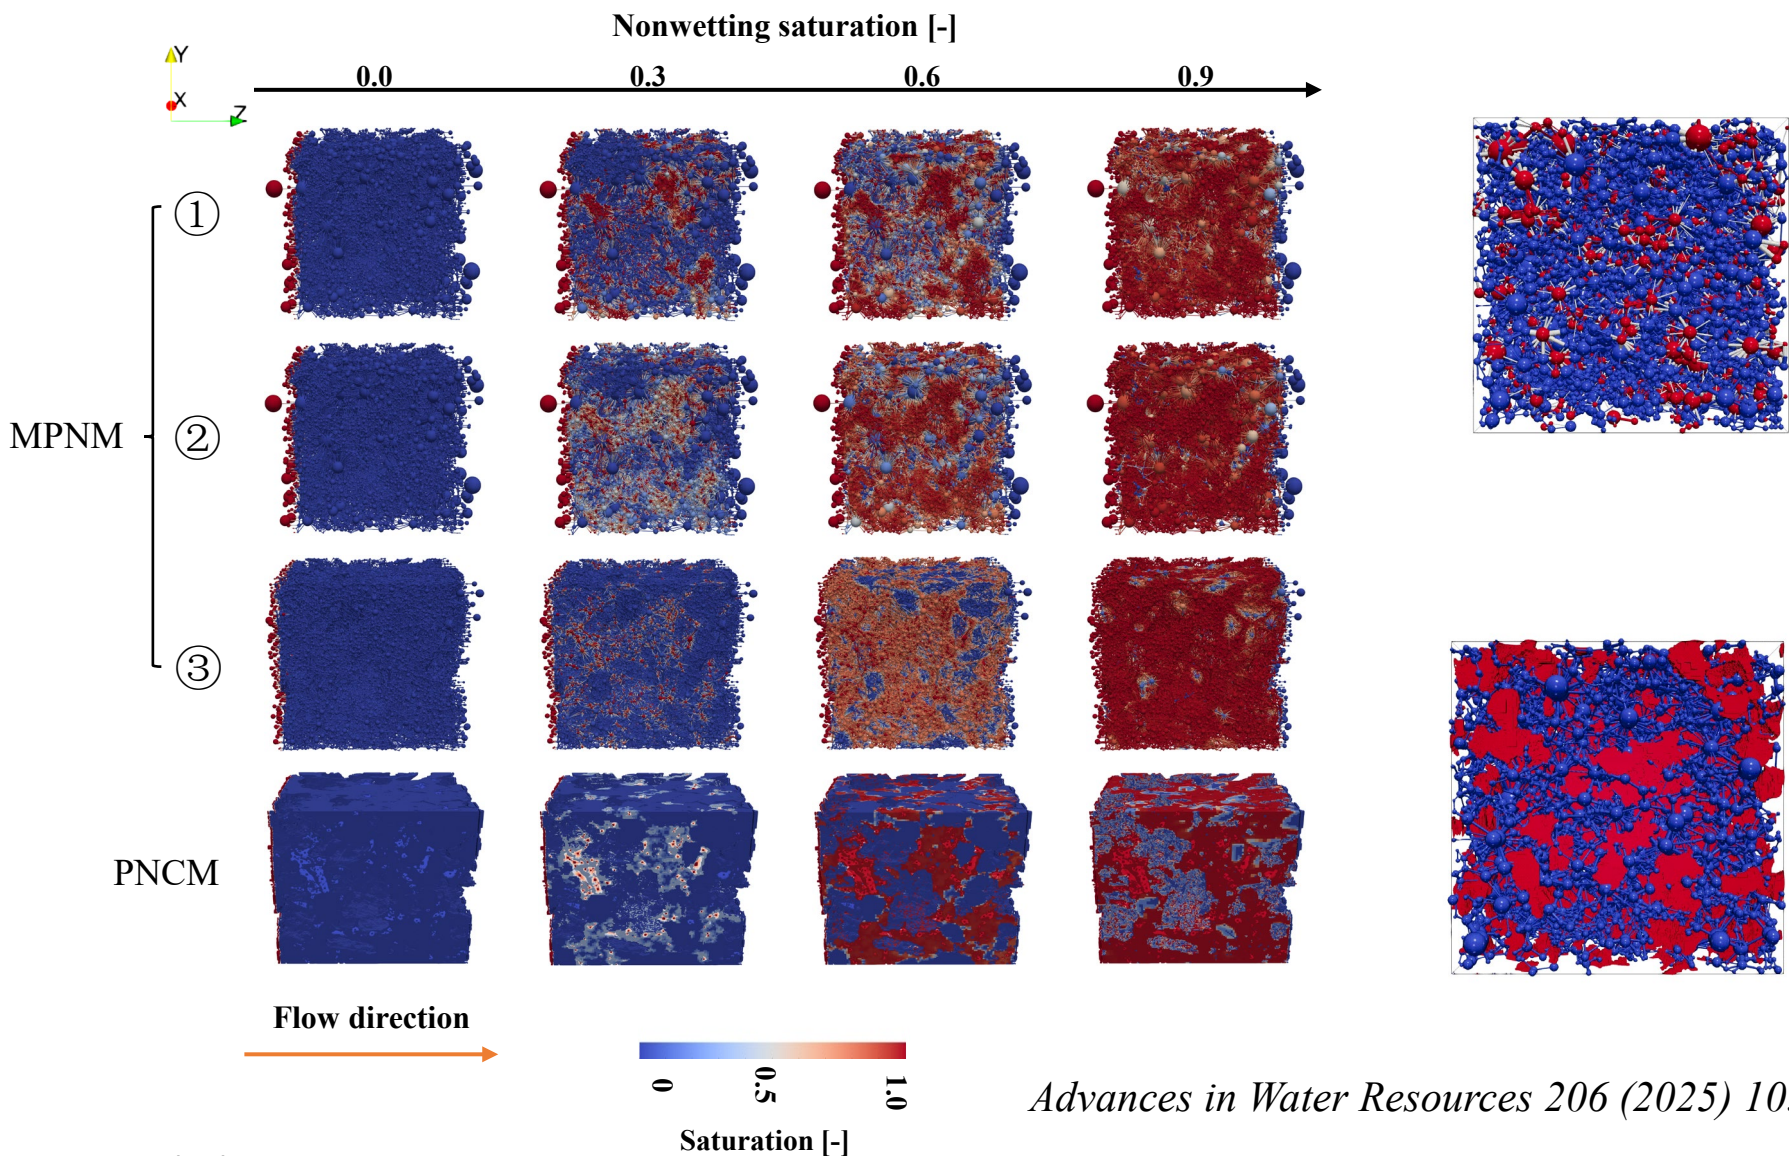 Nonwetting saturation [-]
0.0 0.3 0.6 0.9
Y
X
Z
①
MPNM ②
③
PNCM
Flow direction
0 0.5 1.0
Saturation [-]
Advances in Water Resources 206 (2025)